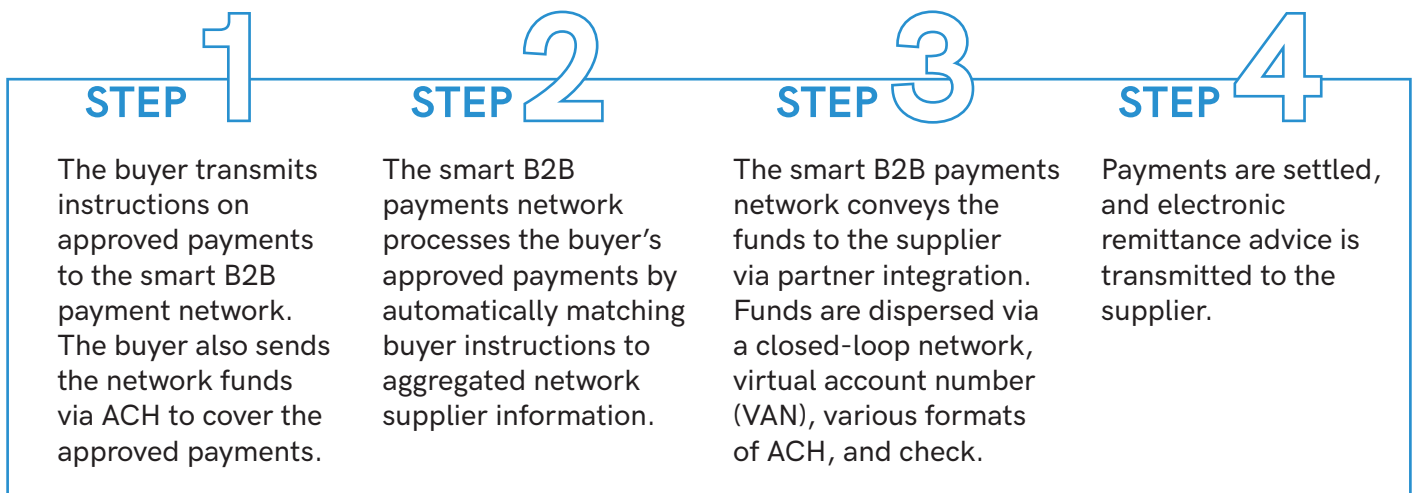 STEP 1
The buyer transmits
instructions on
approved payments
to the smart B2B
payment network.
The buyer also sends
the network funds
via ACH to cover the
approved payments.
STEP 2
The smart B2B
payments network
processes the buyer's
approved payments by
automatically matching
buyer instructions to
aggregated network
supplier information.
STEP 3
The smart B2B payments
network conveys the
funds to the supplier
via partner integration.
Funds are dispersed via
a closed-loop network,
virtual account number
(VAN), various formats
of ACH, and check.
STEP 4
Payments are settled,
and electronic
remittance advice is
transmitted to the
supplier.